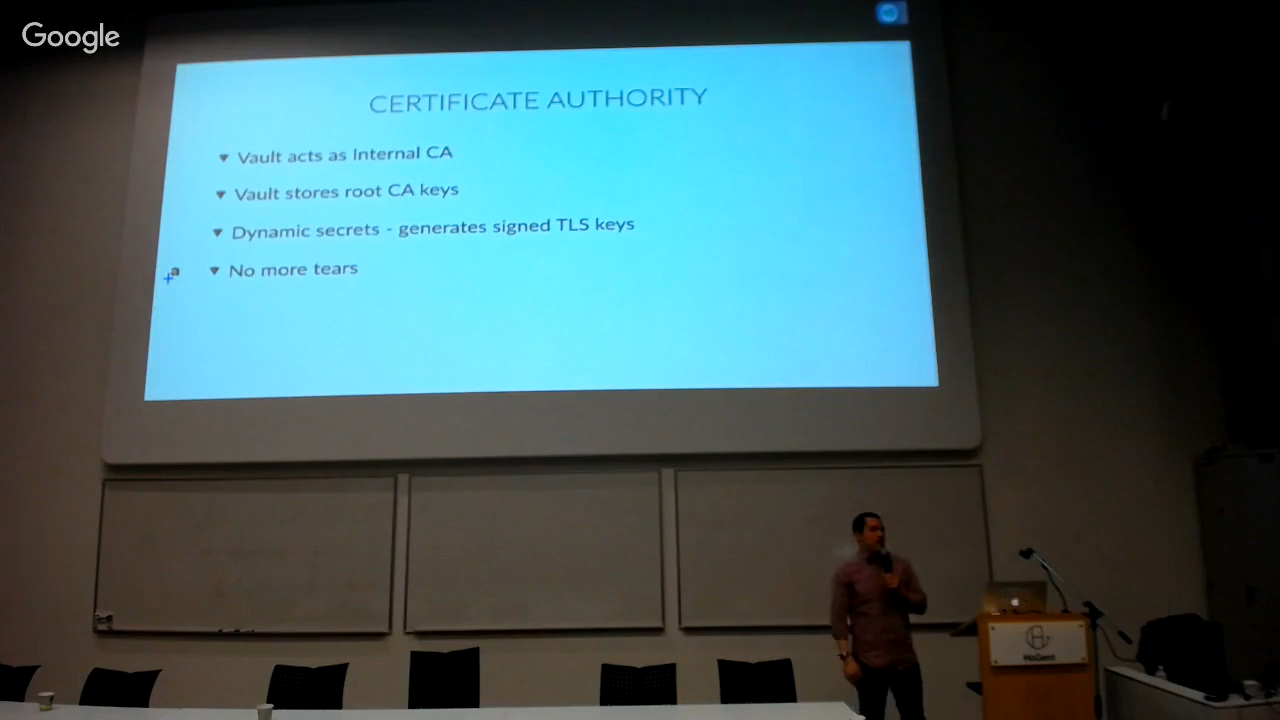 Google
CERTIFICATE AUTHORITY
Vault acts as Internal CA
Vault stores root CA keys
Dynamic secrets - generates signed TLS keys
No more tears
a
HoGent